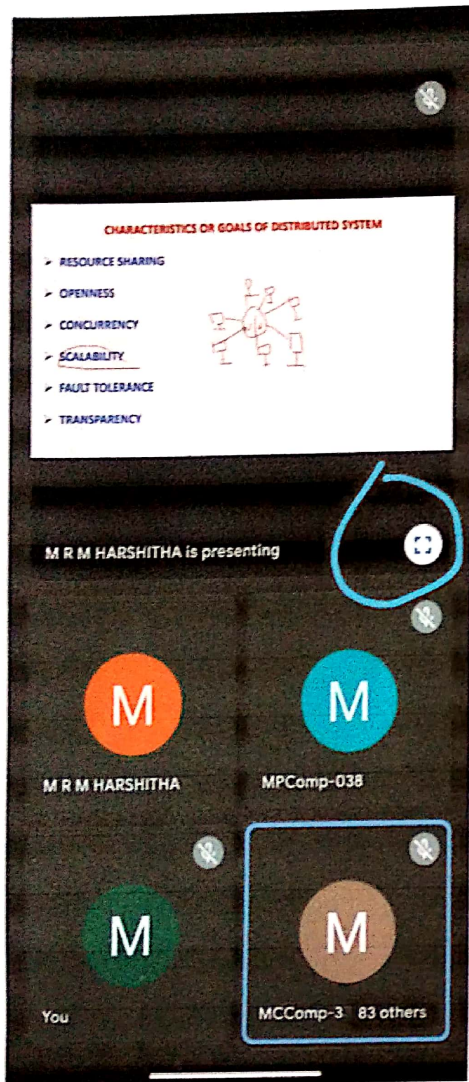 CHARACTERISTICS OR GOALS OF DISTRIBUTED SYSTEM
➤ RESOURCE SHARING
➤ OPENNESS
➤ CONCURRENCY
➤ SCALABILITY
➤ FAULT TOLERANCE
➤ TRANSPARENCY
M R M HARSHITHA is presenting
M
M
M R M HARSHITHA
MPComp-038
M
M
You
MCComp-3 83 others